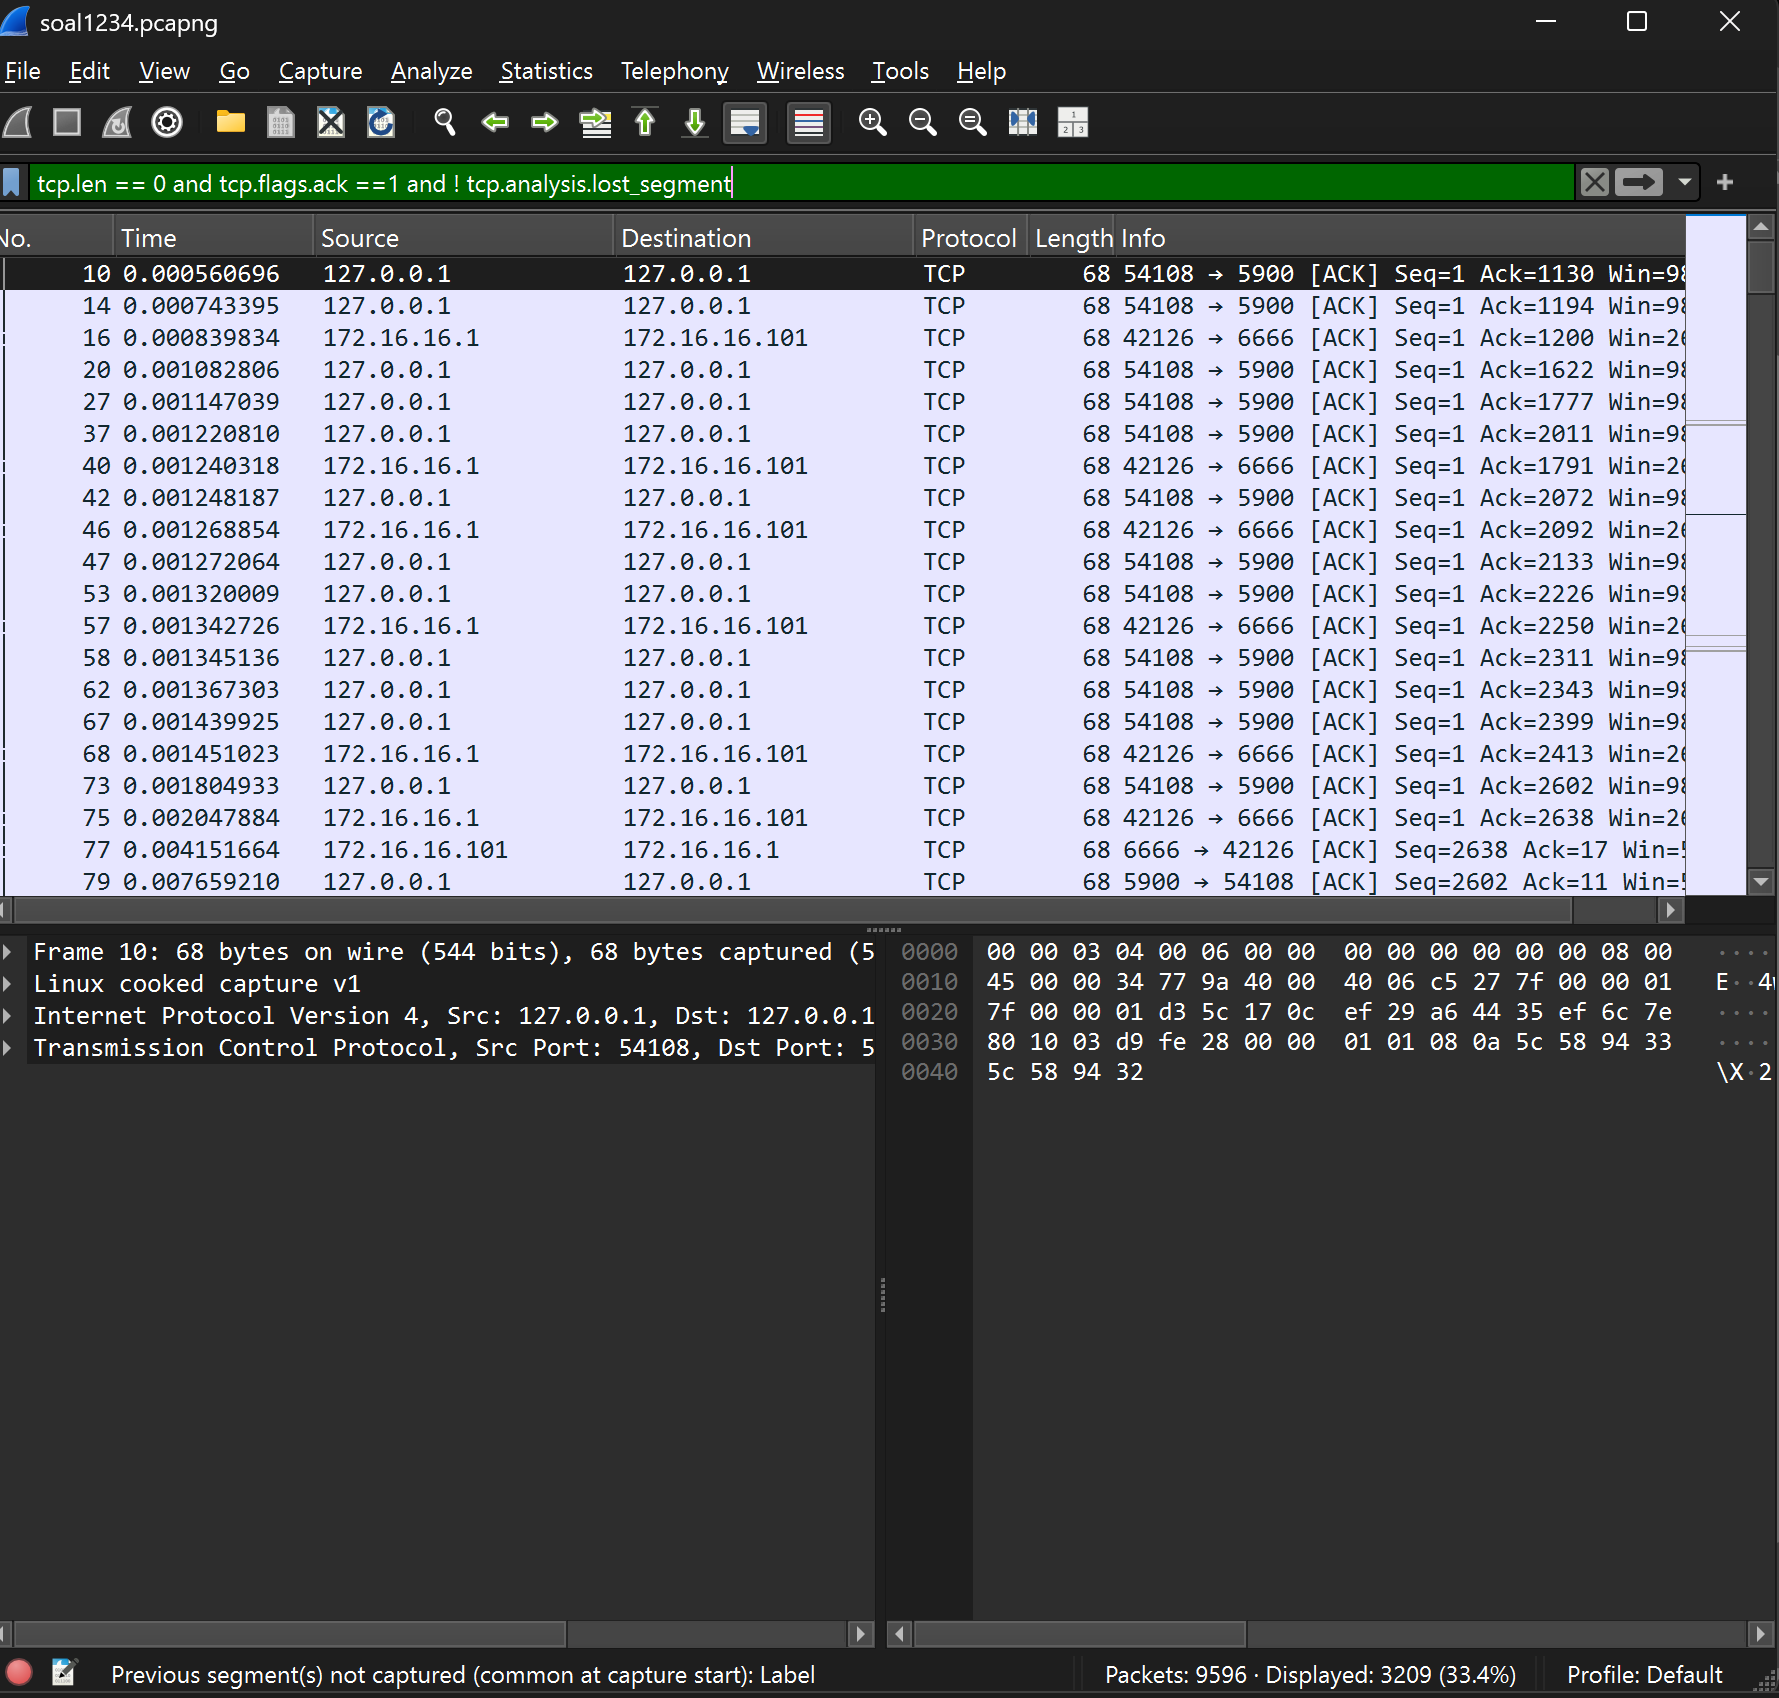 soal1234.pcapng
File Edit View Go Capture Analyze Statistics Telephony Wireless Tools Help
tcp.len == 0 and tcp.flags.ack ==1 and ! tcp.analysis.lost_segment
No. Time Source Destination Protocol Length Info
10 0.000560696 127.0.0.1 127.0.0.1 TCP 68 54108 → 5900 [ACK] Seq=1 Ack=1130 Win=98
14 0.000743395 127.0.0.1 127.0.0.1 TCP 68 54108 → 5900 [ACK] Seq=1 Ack=1194 Win=98
16 0.000839834 172.16.16.1 172.16.16.101 TCP 68 42126 → 6666 [ACK] Seq=1 Ack=1200 Win=26
20 0.001082806 127.0.0.1 127.0.0.1 TCP 68 54108 → 5900 [ACK] Seq=1 Ack=1622 Win=98
27 0.001147039 127.0.0.1 127.0.0.1 TCP 68 54108 → 5900 [ACK] Seq=1 Ack=1777 Win=98
37 0.001220810 127.0.0.1 127.0.0.1 TCP 68 54108 → 5900 [ACK] Seq=1 Ack=2011 Win=98
40 0.001240318 172.16.16.1 172.16.16.101 TCP 68 42126 → 6666 [ACK] Seq=1 Ack=1791 Win=26
42 0.001248187 127.0.0.1 127.0.0.1 TCP 68 54108 → 5900 [ACK] Seq=1 Ack=2072 Win=98
46 0.001268854 172.16.16.1 172.16.16.101 TCP 68 42126 → 6666 [ACK] Seq=1 Ack=2092 Win=26
47 0.001272064 127.0.0.1 127.0.0.1 TCP 68 54108 → 5900 [ACK] Seq=1 Ack=2133 Win=98
53 0.001320009 127.0.0.1 127.0.0.1 TCP 68 54108 → 5900 [ACK] Seq=1 Ack=2226 Win=98
57 0.001342726 172.16.16.1 172.16.16.101 TCP 68 42126 → 6666 [ACK] Seq=1 Ack=2250 Win=26
58 0.001345136 127.0.0.1 127.0.0.1 TCP 68 54108 → 5900 [ACK] Seq=1 Ack=2311 Win=98
62 0.001367303 127.0.0.1 127.0.0.1 TCP 68 54108 → 5900 [ACK] Seq=1 Ack=2343 Win=98
67 0.001439925 127.0.0.1 127.0.0.1 TCP 68 54108 → 5900 [ACK] Seq=1 Ack=2399 Win=98
68 0.001451023 172.16.16.1 172.16.16.101 TCP 68 42126 → 6666 [ACK] Seq=1 Ack=2413 Win=26
73 0.001804933 127.0.0.1 127.0.0.1 TCP 68 54108 → 5900 [ACK] Seq=1 Ack=2602 Win=98
75 0.002047884 172.16.16.1 172.16.16.101 TCP 68 42126 → 6666 [ACK] Seq=1 Ack=2638 Win=26
77 0.004151664 172.16.16.101 172.16.16.1 TCP 68 6666 → 42126 [ACK] Seq=2638 Ack=17 Win=5
79 0.007659210 127.0.0.1 127.0.0.1 TCP 68 5900 → 54108 [ACK] Seq=2602 Ack=11 Win=5
Frame 10: 68 bytes on wire (544 bits), 68 bytes captured (5
Linux cooked capture v1
Internet Protocol Version 4, Src: 127.0.0.1, Dst: 127.0.0.1
Transmission Control Protocol, Src Port: 54108, Dst Port: 5
0000 00 00 03 04 00 06 00 00 00 00 00 00 00 00 08 00 ····
0010 45 00 00 34 77 9a 40 00 40 06 c5 27 7f 00 00 01 E··4w
0020 7f 00 00 01 d3 5c 17 0c ef 29 a6 44 35 ef 6c 7e ····
0030 80 10 03 d9 fe 28 00 00 01 01 08 0a 5c 58 94 33 ····
0040 5c 58 94 32 \X·2
Previous segment(s) not captured (common at capture start): Label
Packets: 9596 · Displayed: 3209 (33.4%)
Profile: Default